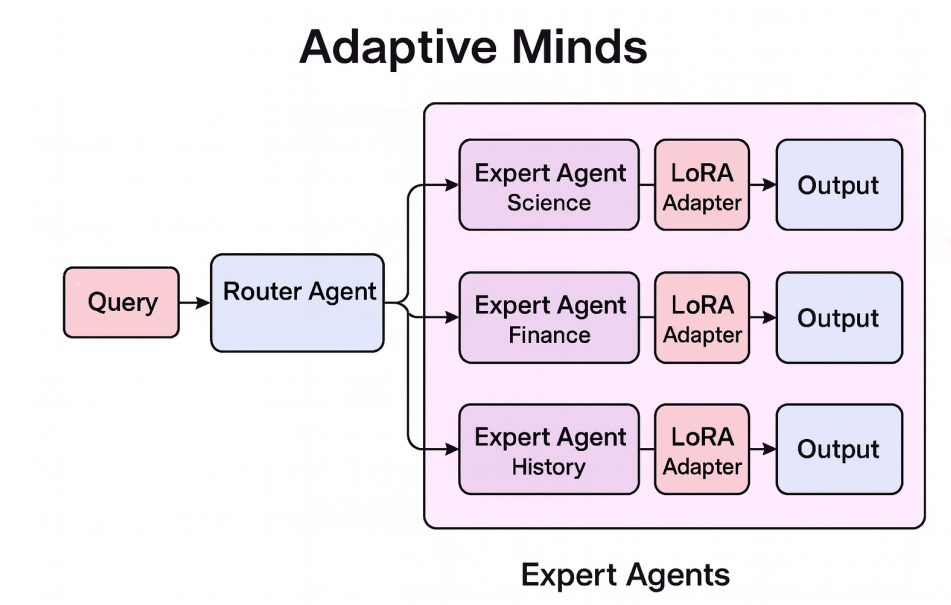 Adaptive Minds
Query
Router Agent
Expert Agent
Science
LoRA
Adapter
Output
Expert Agent
Finance
LoRA
Adapter
Output
Expert Agent
History
LoRA
Adapter
Output
Expert Agents